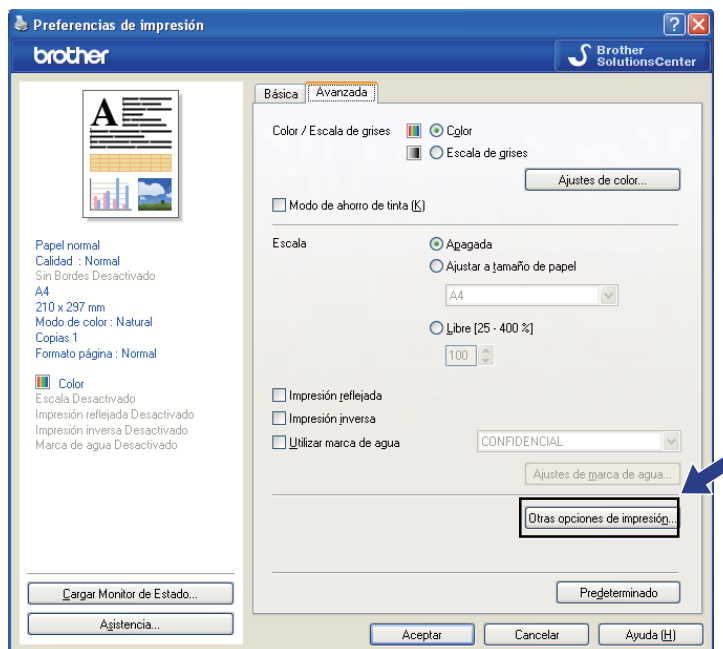 Preferencias de impresión
brother
Brother
SolutionsCenter
A
Papel normal
Calidad : Normal
Sin Bordes Desactivado
A4
210 x 297 mm
Modo de color : Natural
Copias 1
Formato página : Normal
Color
Escala Desactivado
Impresión reflejada Desactivado
Impresión inversa Desactivado
Marca de agua Desactivado
Cargar Monitor de Estado...
Asistencia...
Básica
Avanzada
Color / Escala de grises
Color
Escala de grises
Ajustes de color...
Modo de ahorro de tinta (K)
Escala
Apagada
Ajustar a tamaño de papel
A4
Libre [25 - 400 %]
100
Impresión reflejada
Impresión inversa
Utilizar marca de agua
CONFIDENCIAL
Ajustes de marca de agua...
Otras opciones de impresión...
Predeterminado
Aceptar
Cancelar
Ayuda (H)